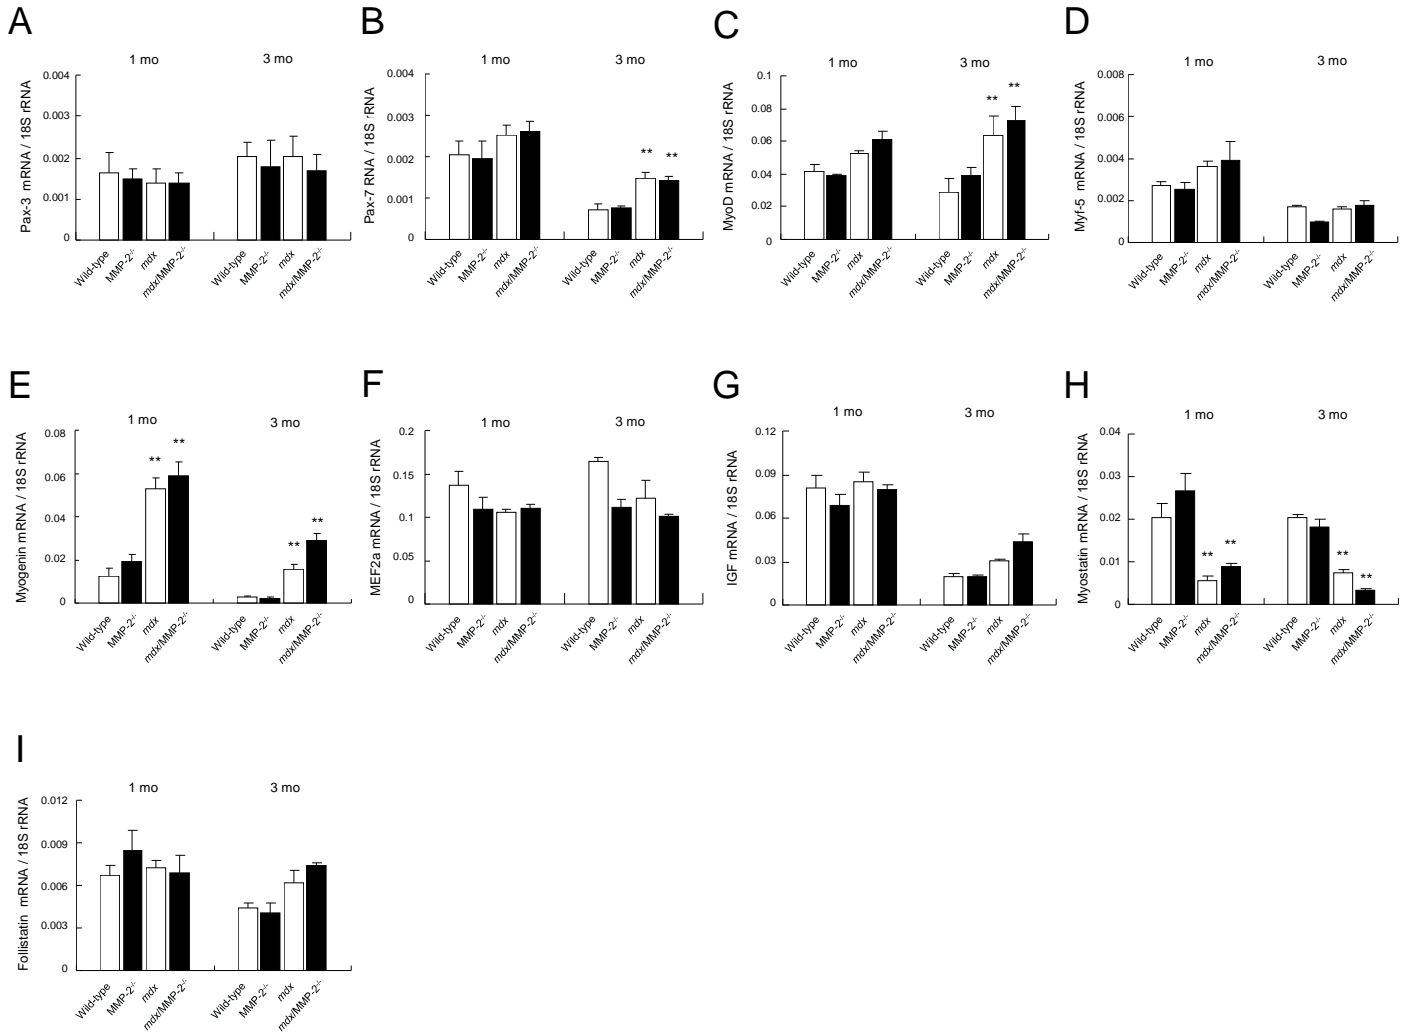 A
1 mo
3 mo
Pax-3 mRNA / 18S rRNA
0.004
0.003
0.002
0.001
0
Wild-type
MMP-2-/-
mdx
mdx/MMP-2-/-
Wild-type
MMP-2-/-
mdx
mdx/MMP-2-/-
B
1 mo
3 mo
Pax-7 RNA / 18S rRNA
0.004
0.003
0.002
0.001
0
**
**
Wild-type
MMP-2-/-
mdx
mdx/MMP-2-/-
Wild-type
MMP-2-/-
mdx
mdx/MMP-2-/-
C
1 mo
3 mo
MyoD mRNA / 18S rRNA
0.1
0.08
0.06
0.04
0.02
0
**
**
Wild-type
MMP-2-/-
mdx
mdx/MMP-2-/-
Wild-type
MMP-2-/-
mdx
mdx/MMP-2-/-
D
1 mo
3 mo
Myf-5 mRNA / 18S rRNA
0.008
0.006
0.004
0.002
0
Wild-type
MMP-2-/-
mdx
mdx/MMP-2-/-
Wild-type
MMP-2-/-
mdx
mdx/MMP-2-/-
E
1 mo
3 mo
Myogenin mRNA / 18S rRNA
0.08
0.06
0.04
0.02
0
**
**
**
**
Wild-type
MMP-2-/-
mdx
mdx/MMP-2-/-
Wild-type
MMP-2-/-
mdx
mdx/MMP-2-/-
F
1 mo
3 mo
MEF2a mRNA / 18S rRNA
0.2
0.15
0.1
0.05
0
Wild-type
MMP-2-/-
mdx
mdx/MMP-2-/-
Wild-type
MMP-2-/-
mdx
mdx/MMP-2-/-
G
1 mo
3 mo
IGF mRNA / 18S rRNA
0.12
0.09
0.06
0.03
0
Wild-type
MMP-2-/-
mdx
mdx/MMP-2-/-
Wild-type
MMP-2-/-
mdx
mdx/MMP-2-/-
H
1 mo
3 mo
Myostatin mRNA / 18S rRNA
0.04
0.03
0.02
0.01
0
**
**
**
**
Wild-type
MMP-2-/-
mdx
mdx/MMP-2-/-
Wild-type
MMP-2-/-
mdx
mdx/MMP-2-/-
I
1 mo
3 mo
Follistatin mRNA / 18S rRNA
0.012
0.009
0.006
0.003
0
Wild-type
MMP-2-/-
mdx
mdx/MMP-2-/-
Wild-type
MMP-2-/-
mdx
mdx/MMP-2-/-